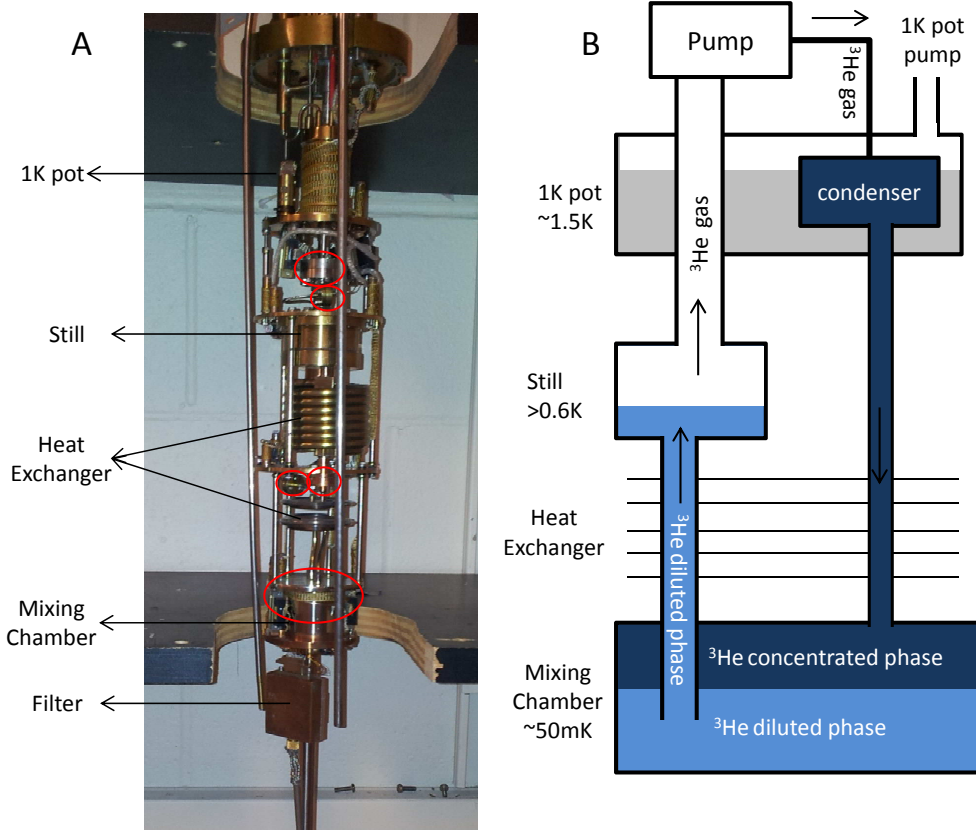 A
1K pot
Still
Heat
Exchanger
Mixing
Chamber
Filter
B
Pump
³He gas
1K pot
pump
1K pot
~1.5K
condenser
³He gas
Still
>0.6K
Heat
Exchanger
³He diluted phase
Mixing
Chamber
~50mK
³He concentrated phase
³He diluted phase